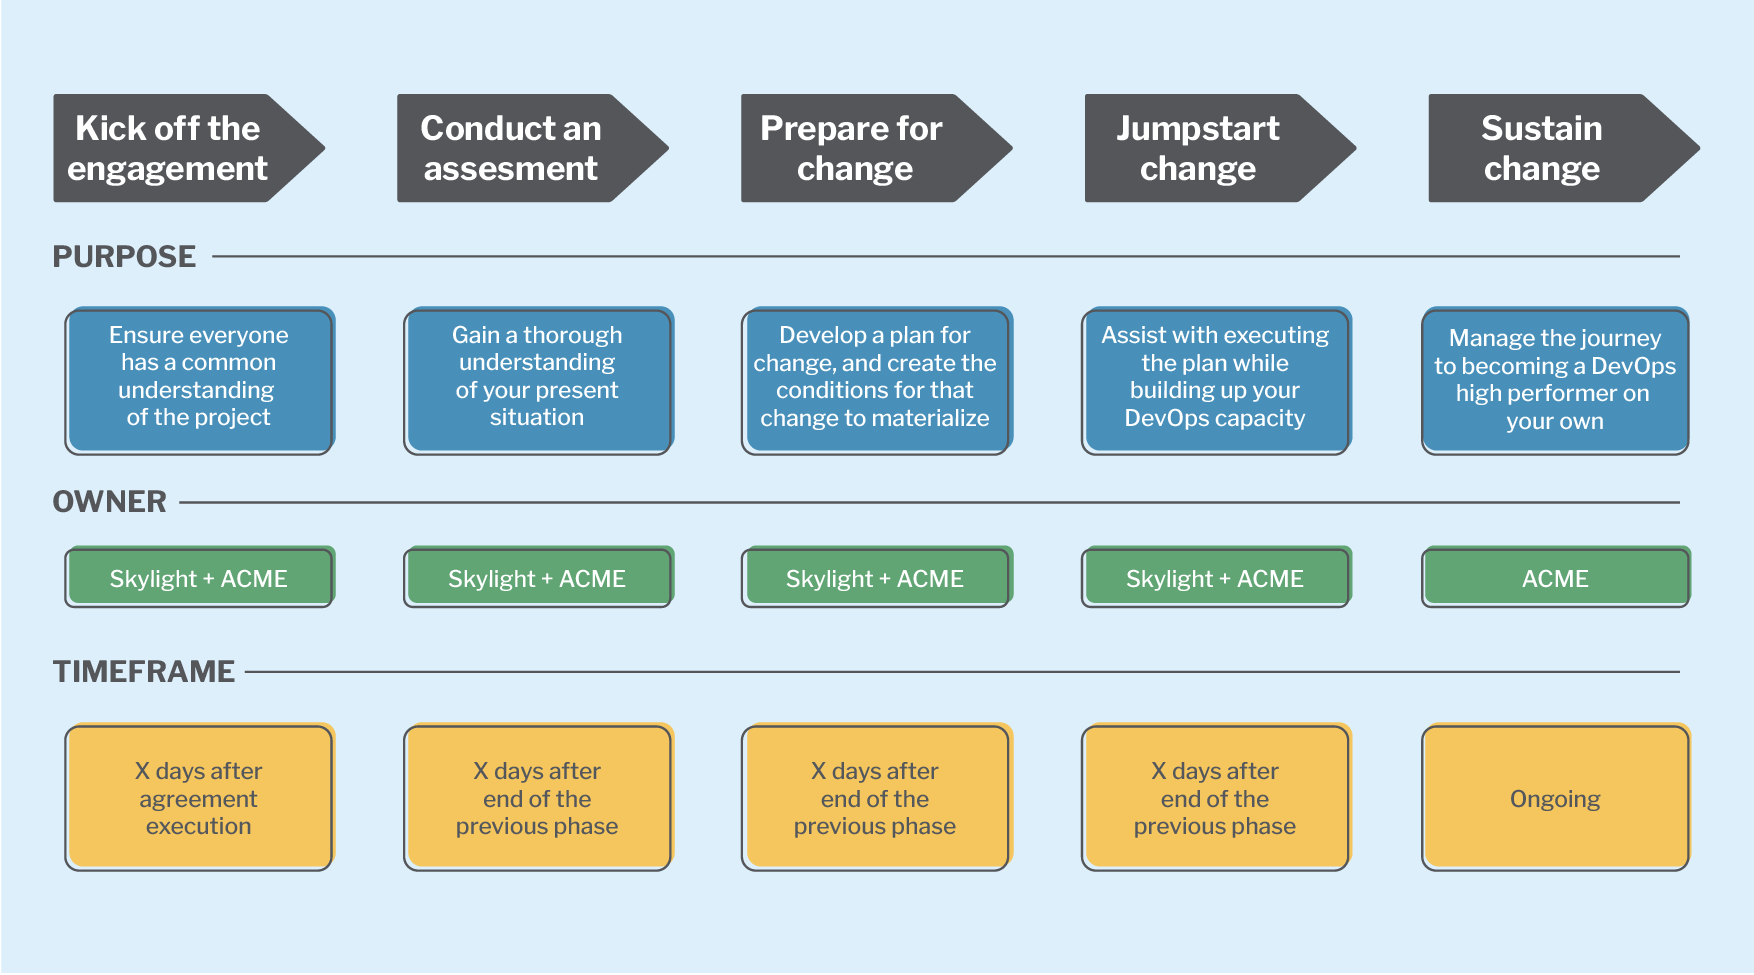 Kick off the
engagement
Conduct an
assesment
Prepare for
change
Jumpstart
change
Sustain
change
PURPOSE
Ensure everyone
has a common
understanding
of the project
Gain a thorough
understanding
of your present
situation
Develop a plan for
change, and create the
conditions for that
change to materialize
Assist with executing
the plan while
building up your
DevOps capacity
Manage the journey
to becoming a DevOps
high performer on
your own
OWNER
Skylight + ACME
Skylight + ACME
Skylight + ACME
Skylight + ACME
ACME
TIMEFRAME
X days after
agreement
execution
X days after
end of the
previous phase
X days after
end of the
previous phase
X days after
end of the
previous phase
Ongoing